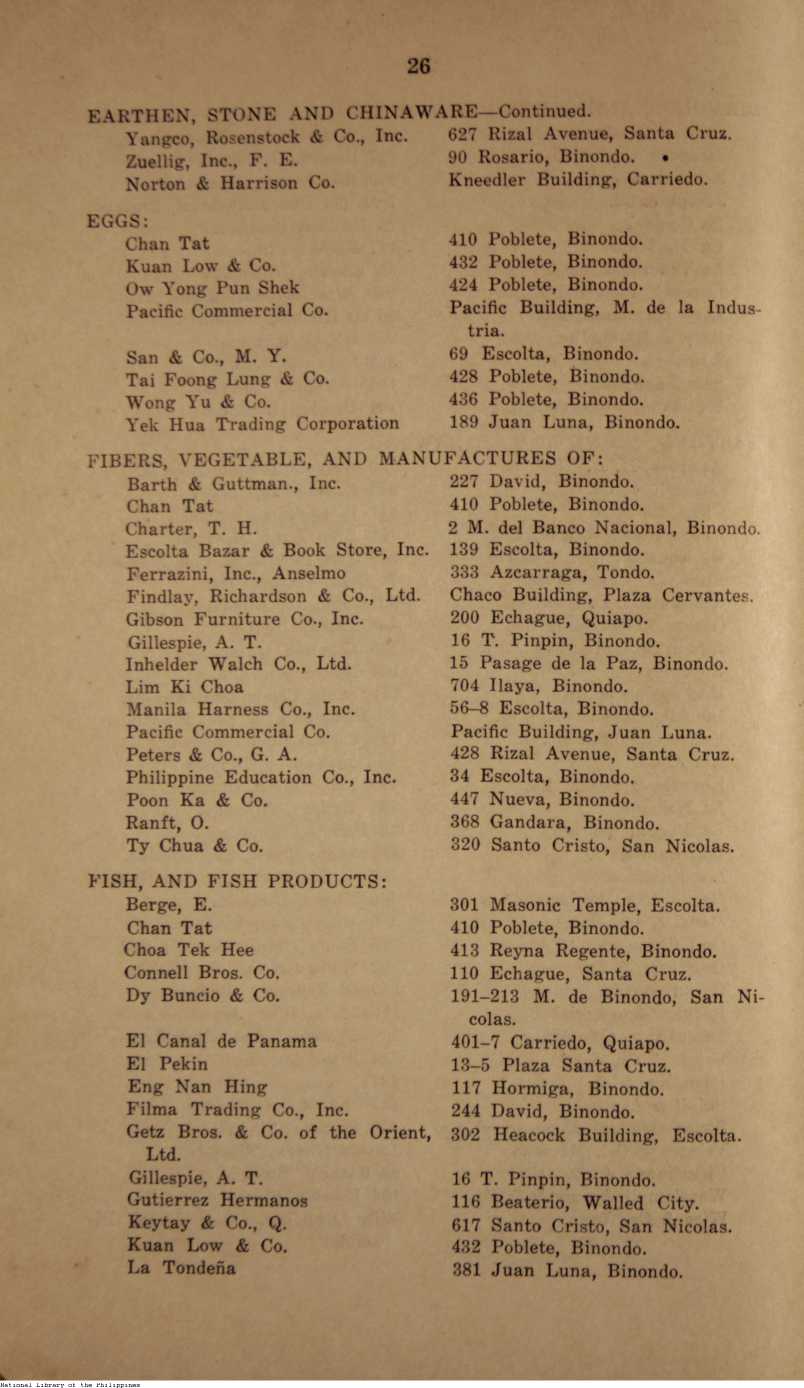 26
EARTHEN, STONE AND CHINAWARE—Continued.
Yangco, Rosenstock & Co., Inc. 627 Rizal Avenue, Santa Cruz.
Zuellig, Inc., F. E. 90 Rosario, Binondo.
Norton & Harrison Co. Kneedler Building, Carriedo.
EGGS:
Chan Tat 410 Poblete, Binondo.
Kuan Low & Co. 432 Poblete, Binondo.
Ow Yong Pun Shek 424 Poblete, Binondo.
Pacific Commercial Co. Pacific Building, M. de la Indus-
tria.
San & Co., M. Y. 69 Escolta, Binondo.
Tai Foong Lung & Co. 428 Poblete, Binondo.
Wong Yu & Co. 436 Poblete, Binondo.
Yek Hua Trading Corporation 189 Juan Luna, Binondo.
FIBERS, VEGETABLE, AND MANUFACTURES OF:
Barth & Guttman., Inc. 227 David, Binondo.
Chan Tat 410 Poblete, Binondo.
Charter, T. H. 2 M. del Banco Nacional, Binondo.
Escolta Bazar & Book Store, Inc. 139 Escolta, Binondo.
Ferrazini, Inc., Anselmo 333 Azcarraga, Tondo.
Findlay, Richardson & Co., Ltd. Chaco Building, Plaza Cervantes.
Gibson Furniture Co., Inc. 200 Echague, Quiapo.
Gillespie, A. T. 16 T. Pinpin, Binondo.
Inhelder Walch Co., Ltd. 15 Pasage de la Paz, Binondo.
Lim Ki Choa 704 Ilaya, Binondo.
Manila Harness Co., Inc. 56–8 Escolta, Binondo.
Pacific Commercial Co. Pacific Building, Juan Luna.
Peters & Co., G. A. 428 Rizal Avenue, Santa Cruz.
Philippine Education Co., Inc. 34 Escolta, Binondo.
Poon Ka & Co. 447 Nueva, Binondo.
Ranft, O. 368 Gandara, Binondo.
Ty Chua & Co. 320 Santo Cristo, San Nicolas.
FISH, AND FISH PRODUCTS:
Berge, E. 301 Masonic Temple, Escolta.
Chan Tat 410 Poblete, Binondo.
Choa Tek Hee 413 Reyna Regente, Binondo.
Connell Bros. Co. 110 Echague, Santa Cruz.
Dy Buncio & Co. 191–213 M. de Binondo, San Ni-
colas.
El Canal de Panama 401–7 Carriedo, Quiapo.
El Pekin 13–5 Plaza Santa Cruz.
Eng Nan Hing 117 Hormiga, Binondo.
Filma Trading Co., Inc. 244 David, Binondo.
Getz Bros. & Co. of the Orient, 302 Heacock Building, Escolta.
Ltd.
Gillespie, A. T. 16 T. Pinpin, Binondo.
Gutierrez Hermanos 116 Beaterio, Walled City.
Keytay & Co., Q. 617 Santo Cristo, San Nicolas.
Kuan Low & Co. 432 Poblete, Binondo.
La Tondeña 381 Juan Luna, Binondo.
National Library of the Philippines